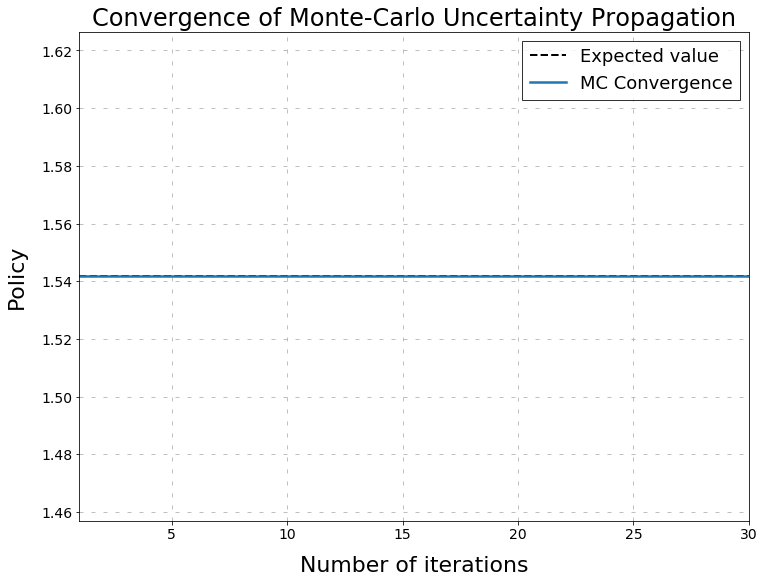 Convergence of Monte-Carlo Uncertainty Propagation
Expected value
MC Convergence
Policy
1.62
1.60
1.58
1.56
1.54
1.52
1.50
1.48
1.46
5 10 15 20 25 30
Number of iterations